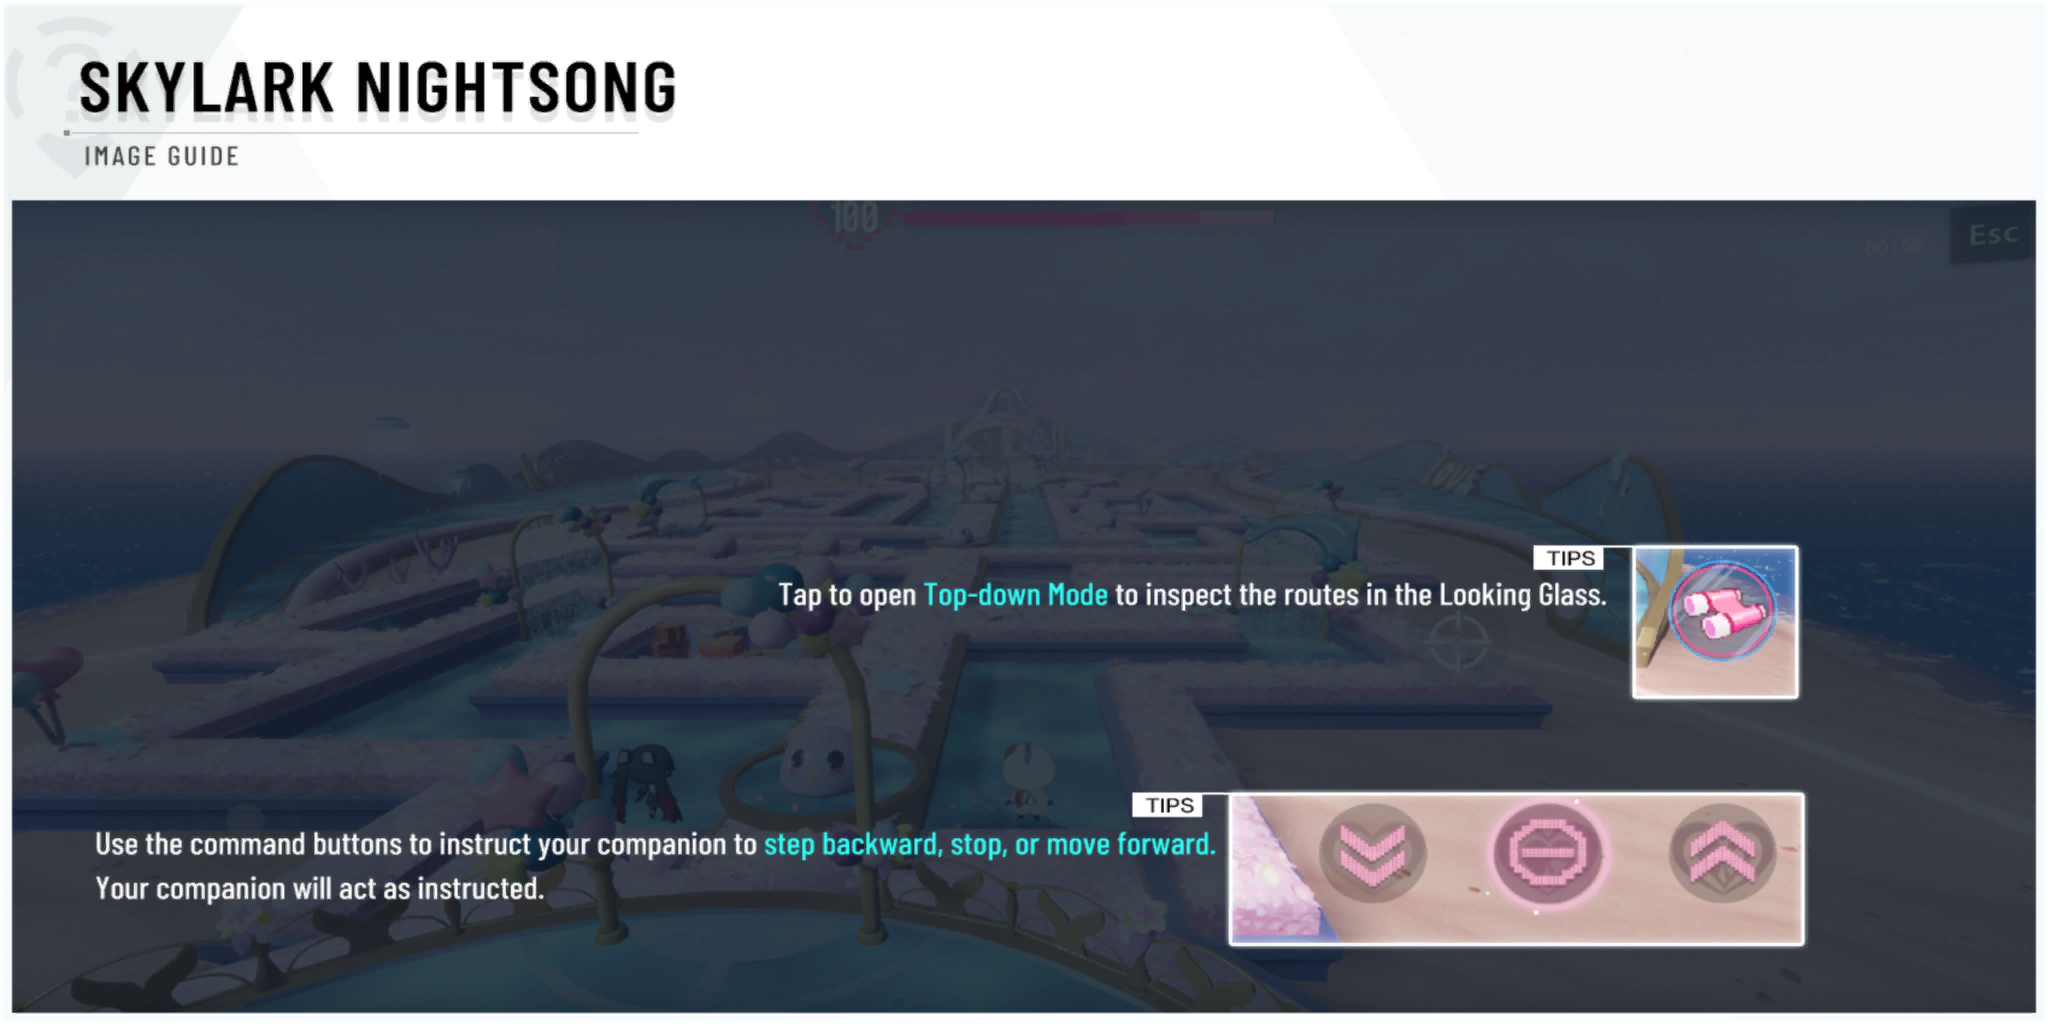 SKYLARK NIGHTSONG
IMAGE GUIDE
100
00:58
Esc
TIPS
Tap to open Top-down Mode to inspect the routes in the Looking Glass.
TIPS
Use the command buttons to instruct your companion to step backward, stop, or move forward.
Your companion will act as instructed.